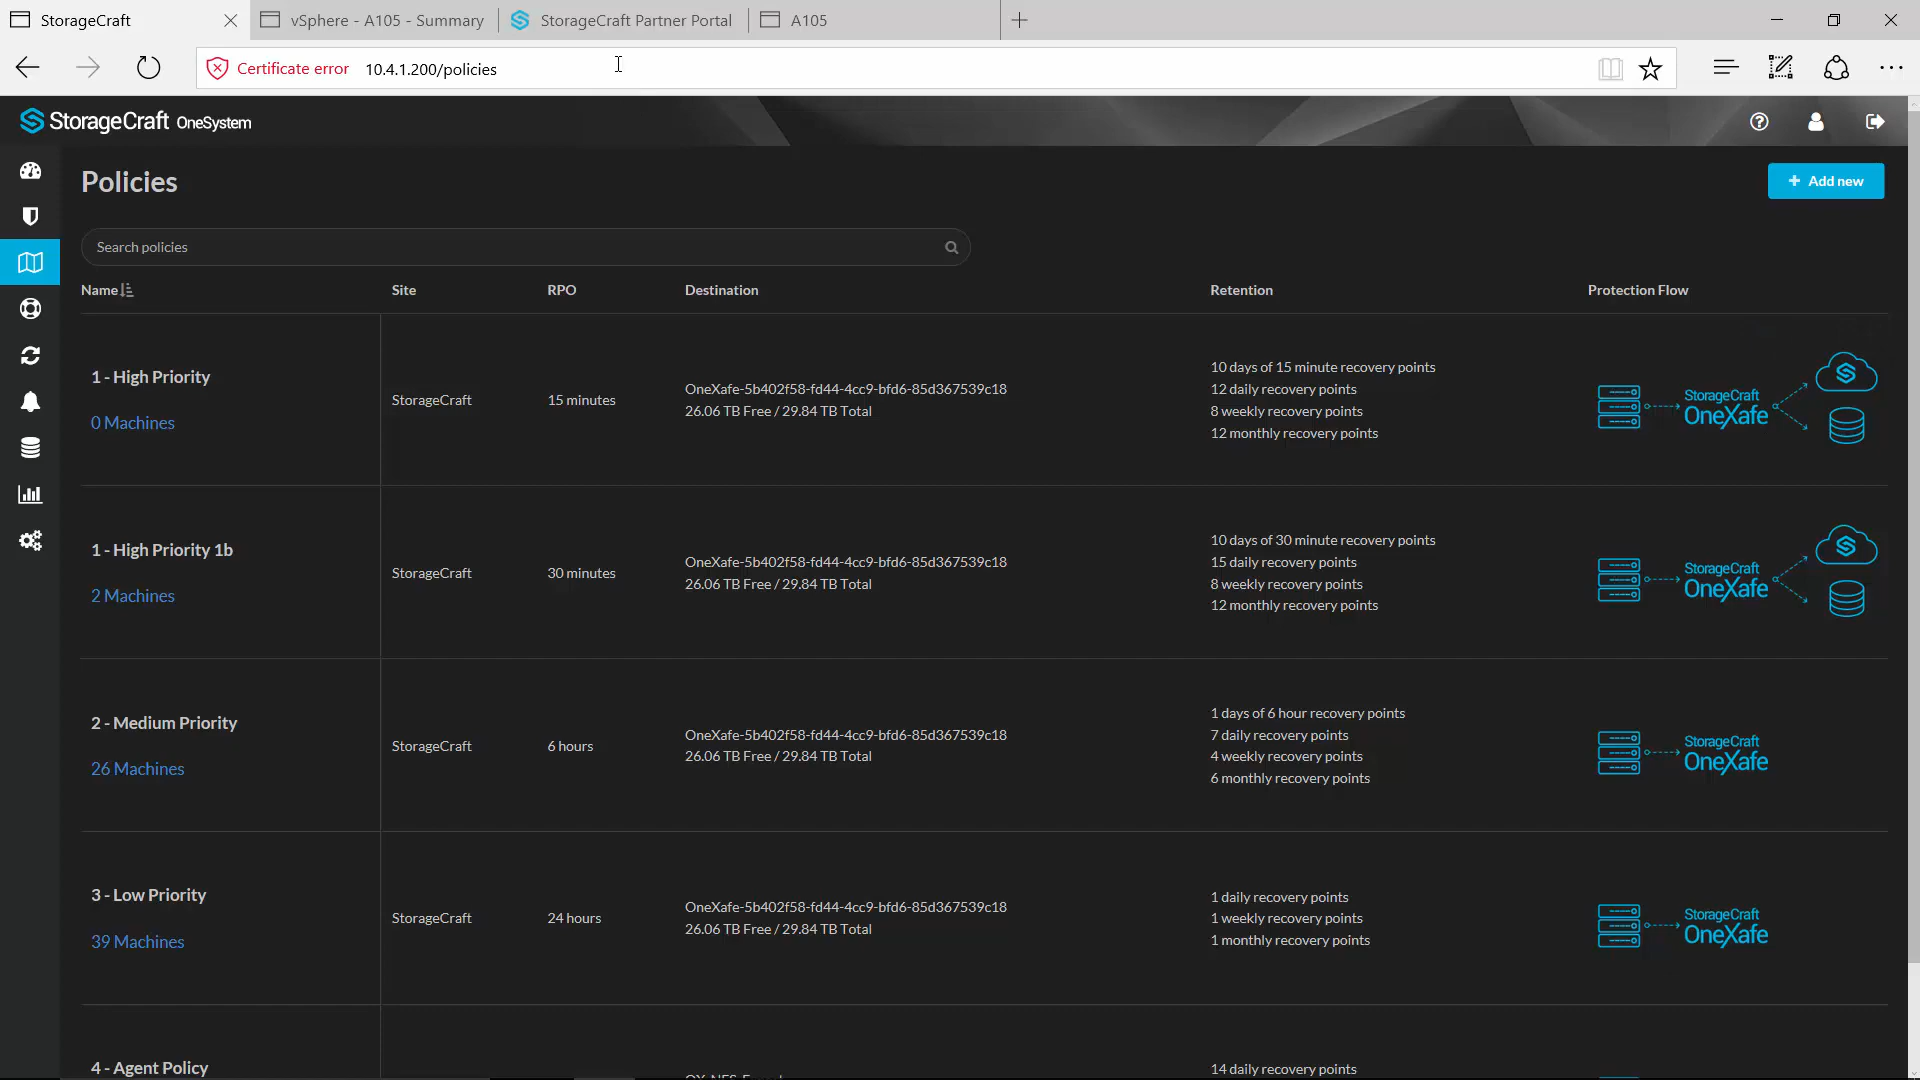 StorageCraft
vSphere - A105 - Summary
StorageCraft Partner Portal
A105
Certificate error
10.4.1.200/policies
StorageCraft OneSystem
Policies
+ Add new
Search policies
Name Site RPO Destination Retention Protection Flow
1 - High Priority
0 Machines
StorageCraft
15 minutes
OneXafe-5b402f58-fd44-4cc9-bfd6-85d367539c18
26.06 TB Free / 29.84 TB Total
10 days of 15 minute recovery points
12 daily recovery points
8 weekly recovery points
12 monthly recovery points
StorageCraft
OneXafe
1 - High Priority 1b
2 Machines
StorageCraft
30 minutes
OneXafe-5b402f58-fd44-4cc9-bfd6-85d367539c18
26.06 TB Free / 29.84 TB Total
10 days of 30 minute recovery points
15 daily recovery points
8 weekly recovery points
12 monthly recovery points
StorageCraft
OneXafe
2 - Medium Priority
26 Machines
StorageCraft
6 hours
OneXafe-5b402f58-fd44-4cc9-bfd6-85d367539c18
26.06 TB Free / 29.84 TB Total
1 days of 6 hour recovery points
7 daily recovery points
4 weekly recovery points
6 monthly recovery points
StorageCraft
OneXafe
3 - Low Priority
39 Machines
StorageCraft
24 hours
OneXafe-5b402f58-fd44-4cc9-bfd6-85d367539c18
26.06 TB Free / 29.84 TB Total
1 daily recovery points
1 weekly recovery points
1 monthly recovery points
StorageCraft
OneXafe
4 - Agent Policy
14 daily recovery points